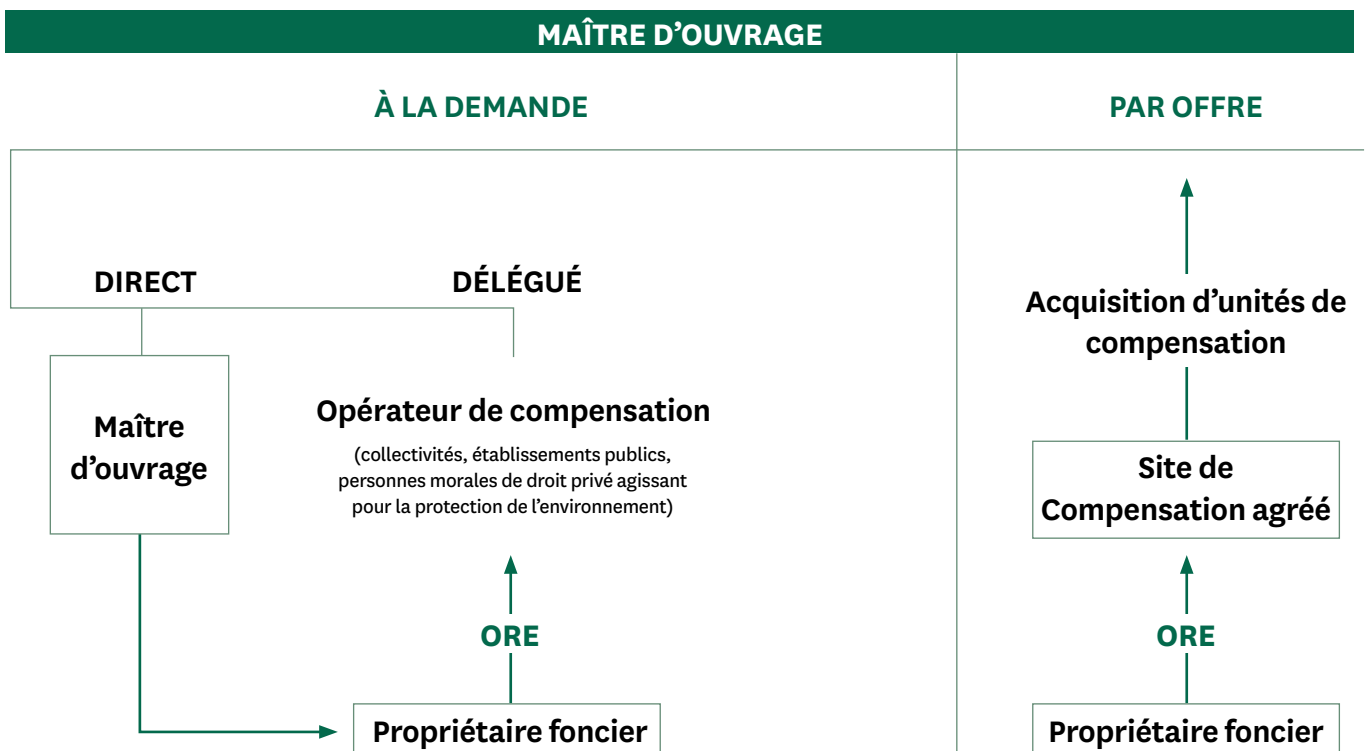 MAÎTRE D’OUVRAGE
À LA DEMANDE
PAR OFFRE
DIRECT
DÉLÉGUÉ
Maître
d’ouvrage
Opérateur de compensation
(collectivités, établissements publics,
personnes morales de droit privé agissant
pour la protection de l’environnement)
ORE
Propriétaire foncier
Acquisition d’unités de
compensation
Site de
Compensation agréé
ORE
Propriétaire foncier